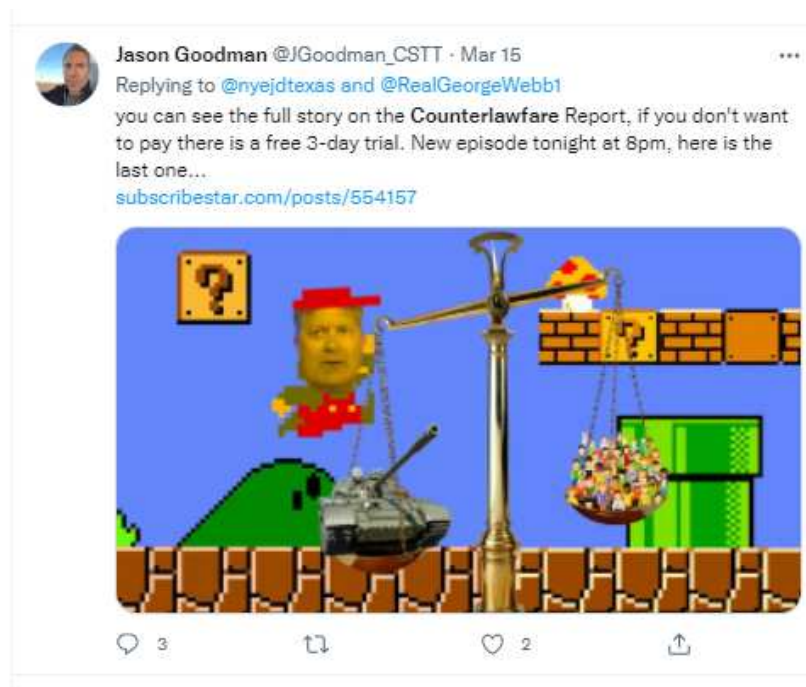 Jason Goodman @JGoodman_CSTT · Mar 15
Replying to @nyejdtexas and @RealGeorgeWebb1
you can see the full story on the Counterlawfare Report, if you don't want
to pay there is a free 3-day trial. New episode tonight at 8pm, here is the
last one...
subscribestar.com/posts/554157
?
?
3 2